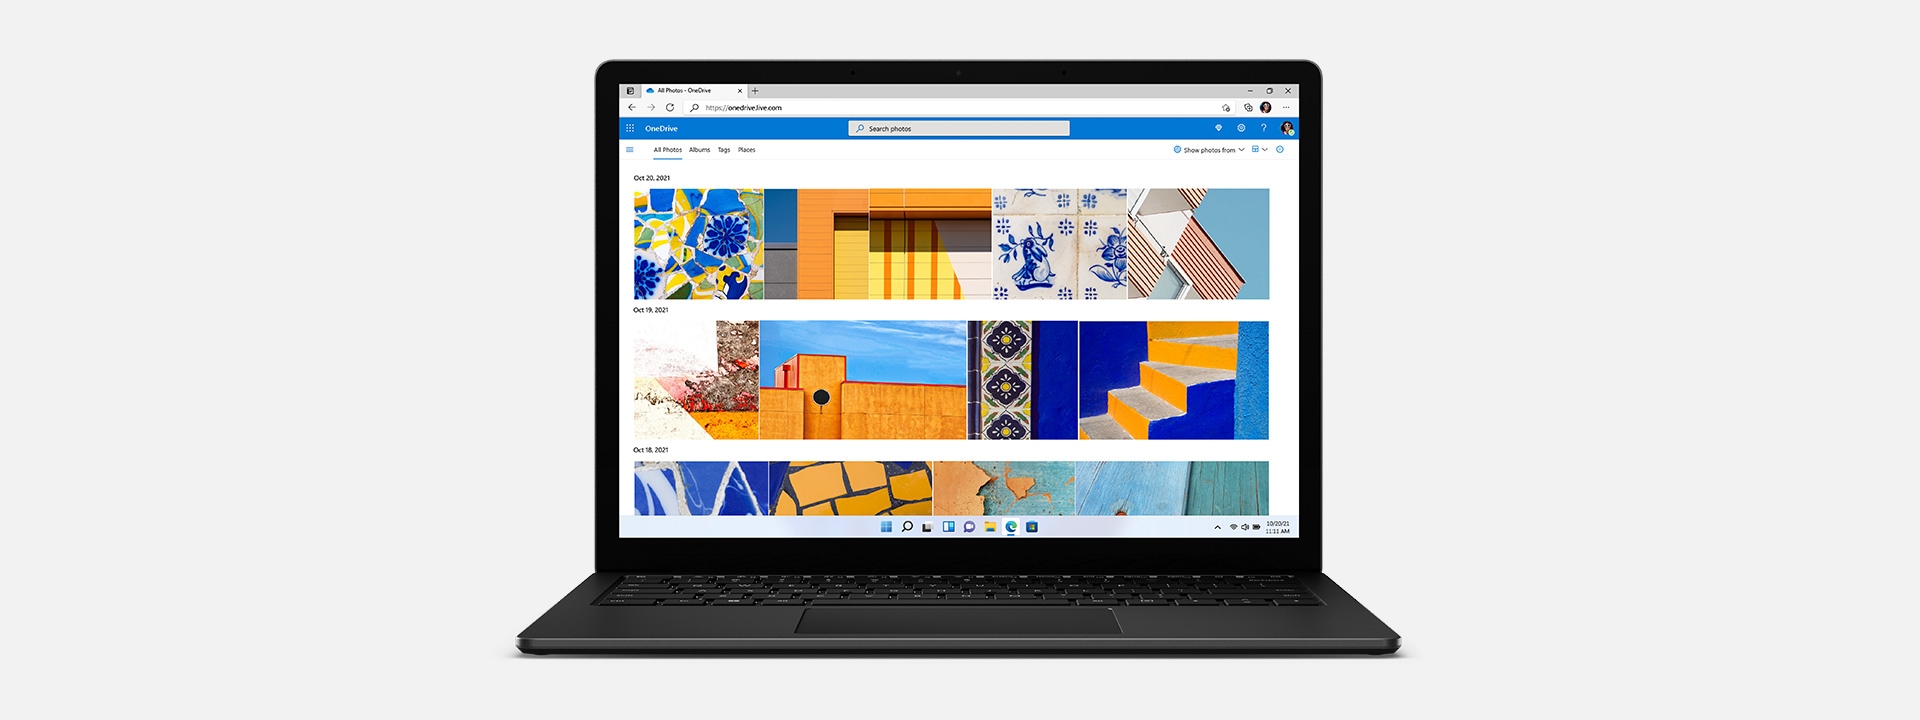 All Photos - OneDrive
https://onedrive.live.com
OneDrive
Search photos
All Photos Albums Tags Places
Show photos from
Oct 20, 2021
Oct 19, 2021
Oct 18, 2021
10/20/21
11:11 AM